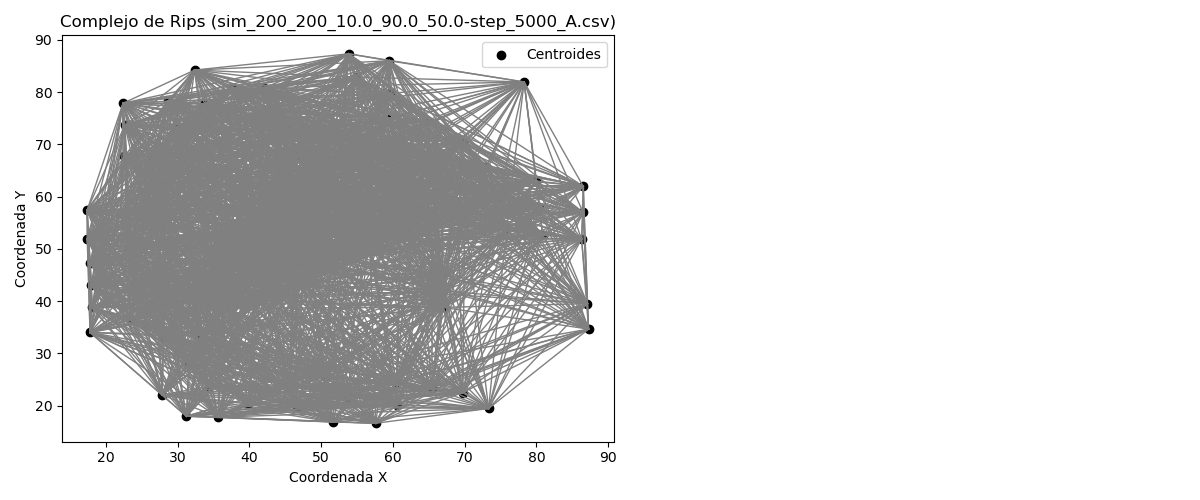 Complejo de Rips (sim_200_200_10.0_90.0_50.0-step_5000_A.csv)
Centroides
Coordenada Y
90
80
70
60
50
40
30
20
20 30 40 50 60 70 80 90
Coordenada X